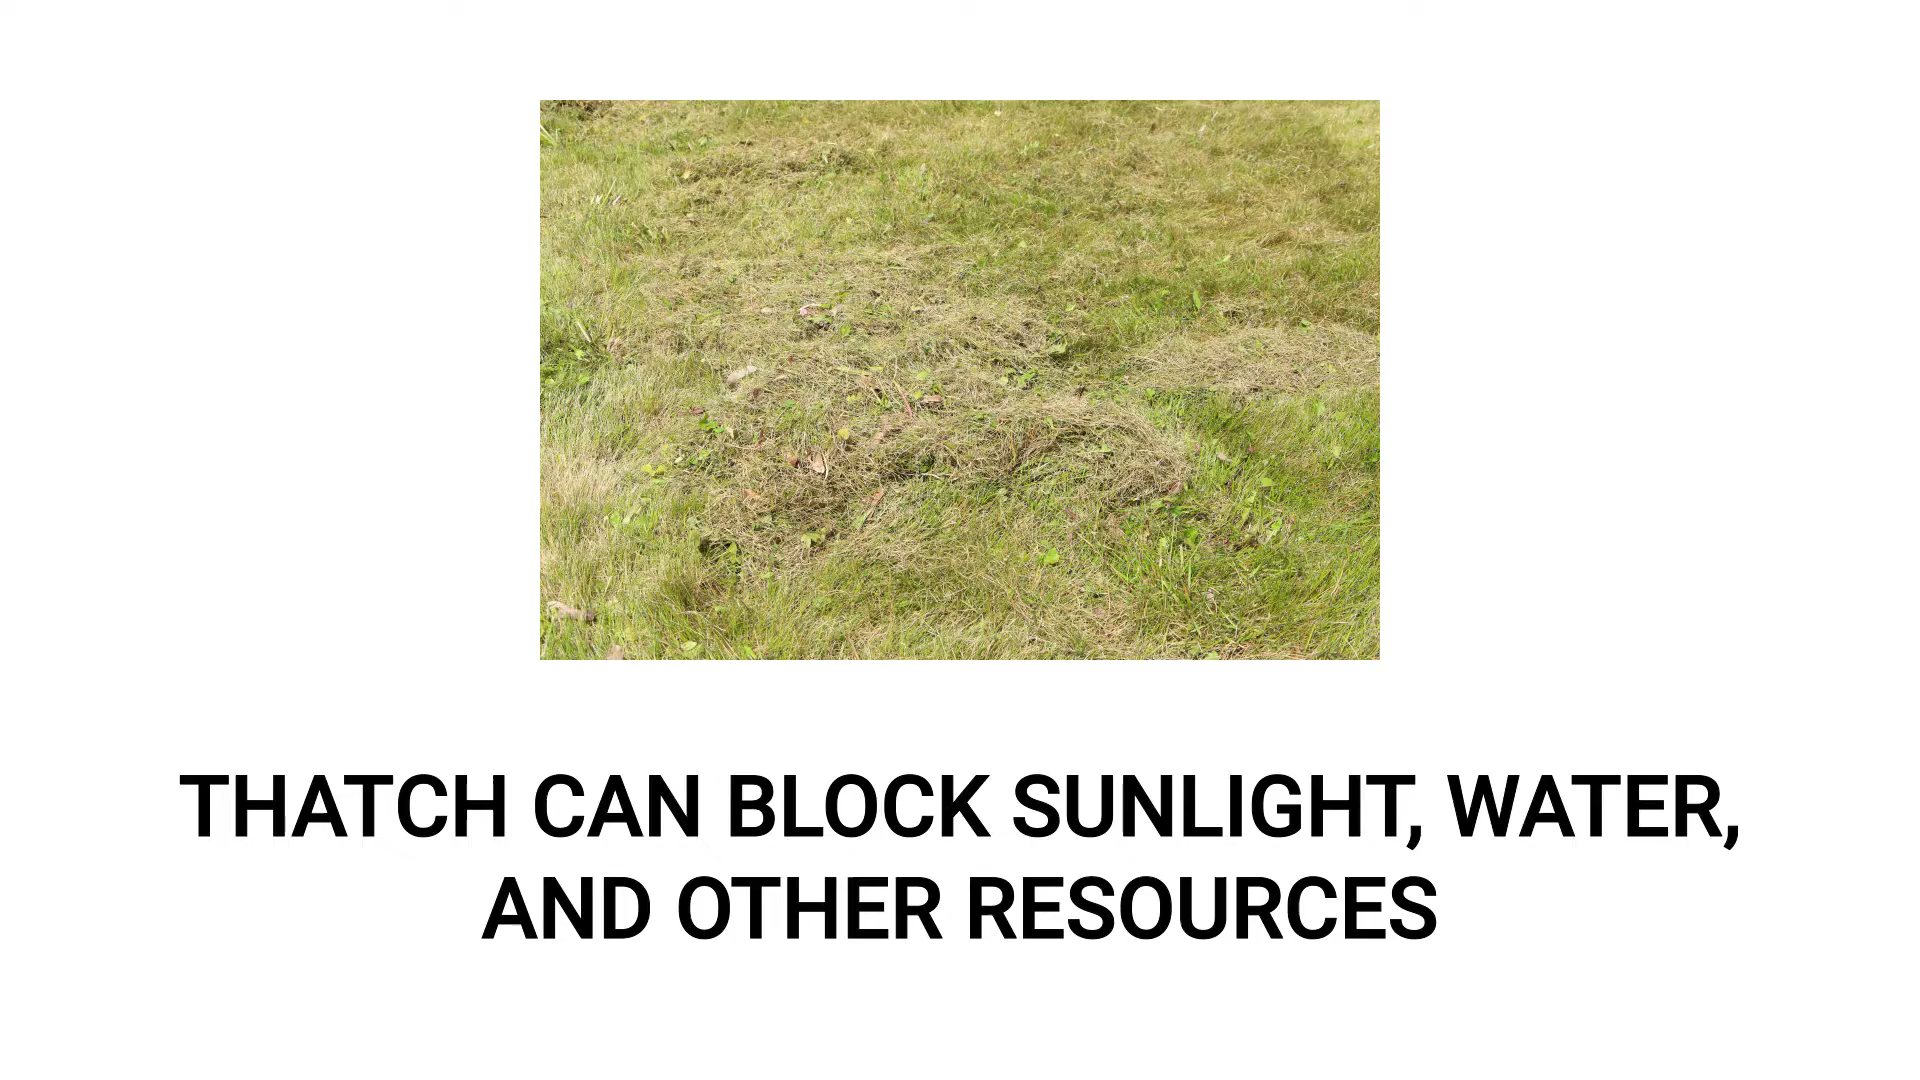 THATCH CAN BLOCK SUNLIGHT, WATER,
AND OTHER RESOURCES